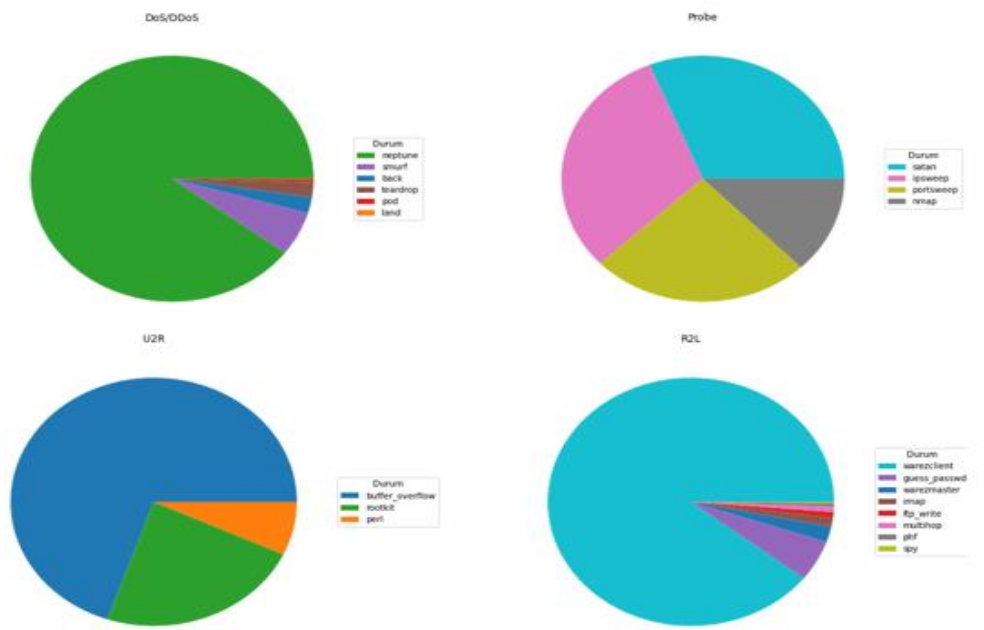 DoS/DDoS
Durum
neptune
smurf
back
teardrop
pod
land
Probe
Durum
satan
ipsweep
portsweep
nmap
U2R
Durum
buffer_overflow
rootkit
perl
R2L
Durum
warezclient
guess_passwd
warezmaster
imap
ftp_write
multihop
phf
spy